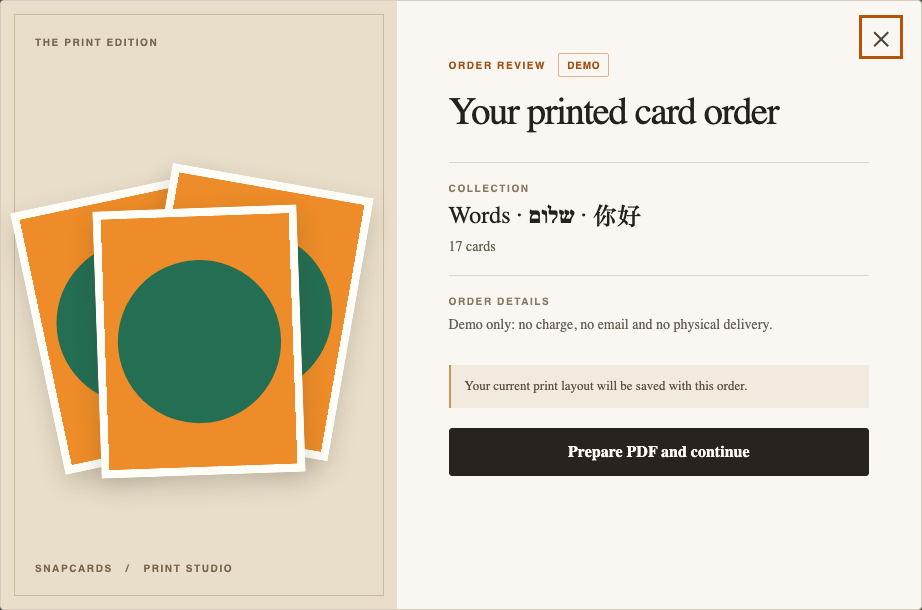 THE PRINT EDITION
SNAPCARDS / PRINT STUDIO
ORDER REVIEW DEMO
Your printed card order
COLLECTION
Words · שלום · 你好
17 cards
ORDER DETAILS
Demo only: no charge, no email and no physical delivery.
Your current print layout will be saved with this order.
Prepare PDF and continue